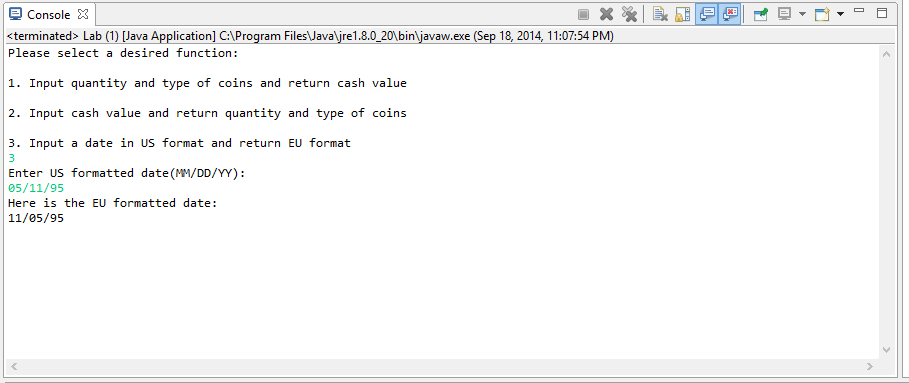 Console
<terminated> Lab (1) [Java Application] C:\Program Files\Java\jre1.8.0_20\bin\javaw.exe (Sep 18, 2014, 11:07:54 PM)
Please select a desired function:
1. Input quantity and type of coins and return cash value
2. Input cash value and return quantity and type of coins
3. Input a date in US format and return EU format
3
Enter US formatted date(MM/DD/YY):
05/11/95
Here is the EU formatted date:
11/05/95